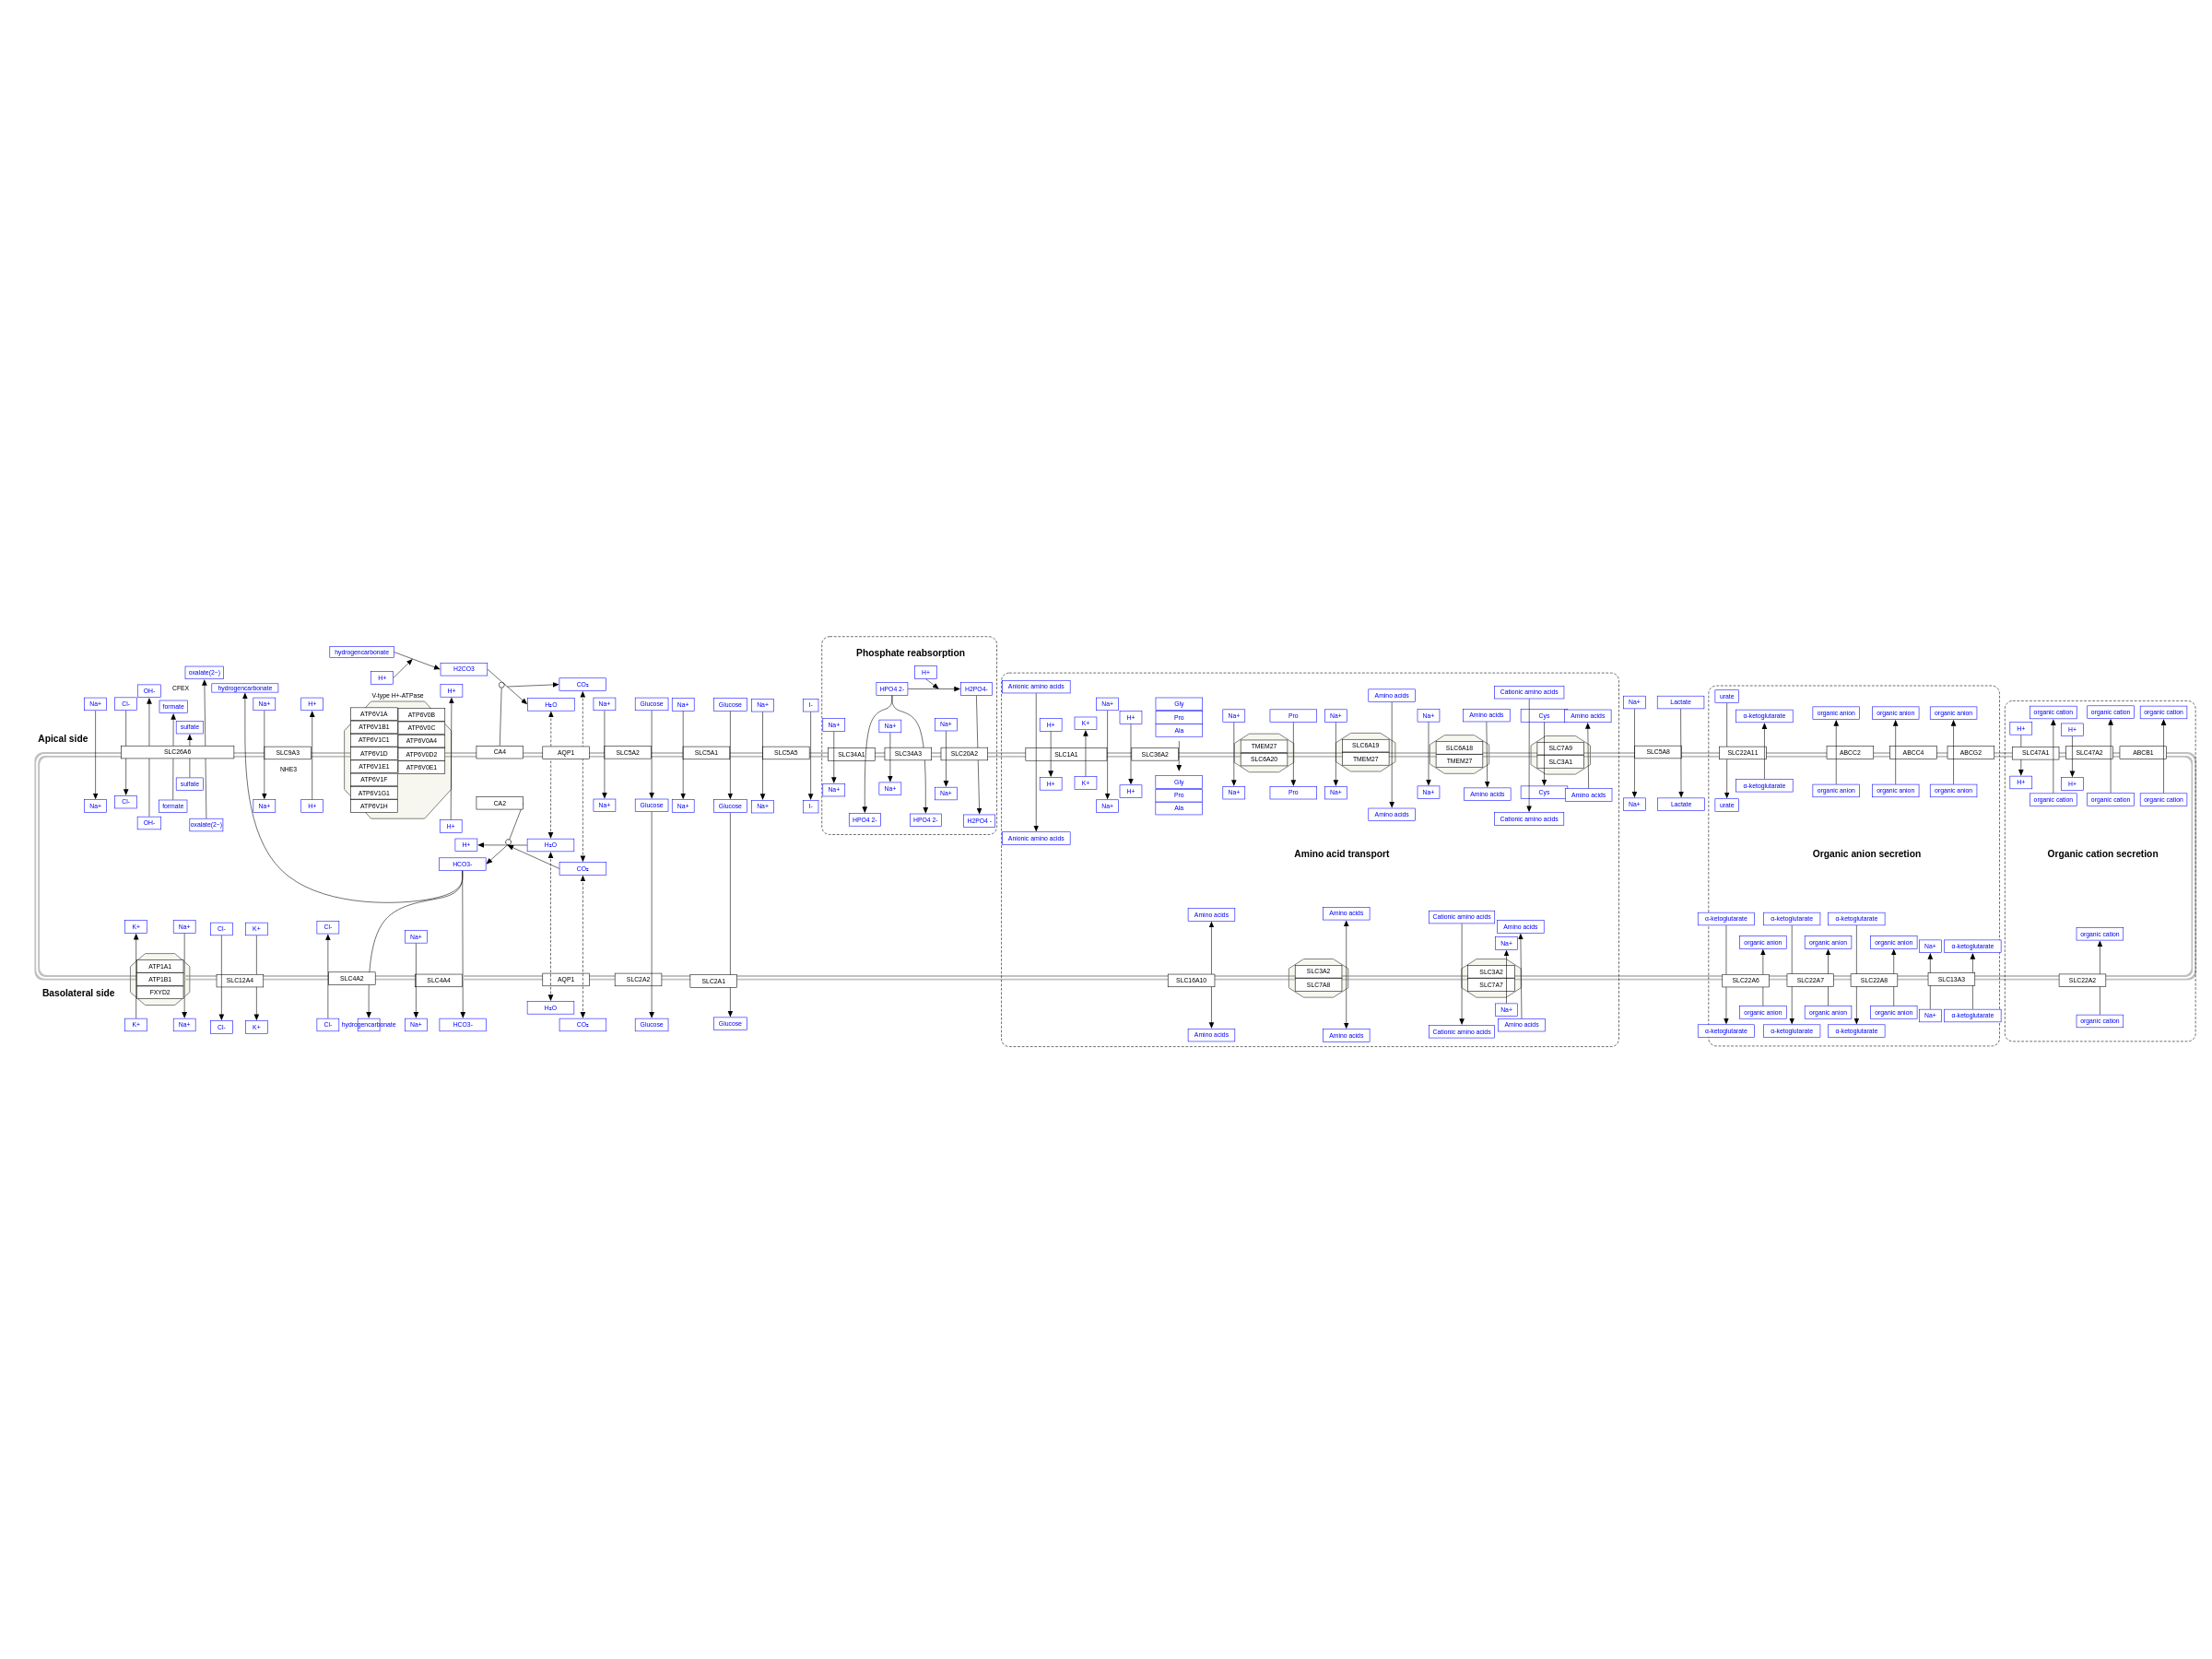 Phosphate reabsorption
hydrogencarbonate
H2CO3
H+
oxalate(2−)
CFEX
OH-
hydrogencarbonate
formate
sulfate
Na+
Cl-
Na+
H+
V-type H+-ATPase
H+
CO₂
H₂O
Na+
Glucose
Na+
Glucose
Na+
I-
H+
HPO4 2-
H2PO4-
Na+
Na+
Na+
Anionic amino acids
H+
K+
Na+
H+
Gly
Pro
Ala
Na+
Pro
Na+
Amino acids
Na+
Amino acids
Cationic amino acids
Cys
Amino acids
Na+
Lactate
urate
α-ketoglutarate
organic anion
organic anion
organic anion
organic cation
organic cation
organic cation
H+
H+
Apical side
SLC26A6
SLC9A3
NHE3
ATP6V1A
ATP6V1B1
ATP6V1C1
ATP6V1D
ATP6V1E1
ATP6V1F
ATP6V1G1
ATP6V1H
ATP6V0B
ATP6V0C
ATP6V0A4
ATP6V0D2
ATP6V0E1
CA4
AQP1
SLC5A2
SLC5A1
SLC5A5
SLC34A1
SLC34A3
SLC20A2
SLC1A1
SLC36A2
TMEM27
SLC6A20
SLC6A19
TMEM27
SLC6A18
TMEM27
SLC7A9
SLC3A1
SLC5A8
SLC22A11
ABCC2
ABCC4
ABCG2
SLC47A1
SLC47A2
ABCB1
Na+
Cl-
OH-
formate
sulfate
oxalate(2−)
Na+
H+
H+
CA2
H+
H₂O
HCO3-
CO₂
Na+
Glucose
Na+
Glucose
Na+
I-
Na+
HPO4 2-
Na+
HPO4 2-
Na+
H2PO4 -
Anionic amino acids
H+
K+
Na+
H+
Gly
Pro
Ala
Na+
Pro
Na+
Amino acids
Na+
Amino acids
Cationic amino acids
Cys
Amino acids
Na+
Lactate
urate
α-ketoglutarate
organic anion
organic anion
organic anion
H+
organic cation
H+
organic cation
organic cation
Amino acid transport
Organic anion secretion
Organic cation secretion
K+
Na+
Cl-
K+
Cl-
Na+
Amino acids
Amino acids
Cationic amino acids
Amino acids
Na+
α-ketoglutarate
α-ketoglutarate
α-ketoglutarate
organic anion
organic anion
organic anion
Na+
α-ketoglutarate
organic cation
ATP1A1
ATP1B1
FXYD2
SLC12A4
SLC4A2
SLC4A4
AQP1
SLC2A2
SLC2A1
SLC16A10
SLC3A2
SLC7A8
SLC3A2
SLC7A7
SLC22A6
SLC22A7
SLC22A8
SLC13A3
SLC22A2
Basolateral side
K+
Na+
Cl-
K+
Cl-
hydrogencarbonate
Na+
HCO3-
H₂O
CO₂
Glucose
Glucose
Amino acids
Amino acids
Cationic amino acids
Na+
Amino acids
organic anion
organic anion
organic anion
Na+
α-ketoglutarate
α-ketoglutarate
α-ketoglutarate
α-ketoglutarate
organic cation